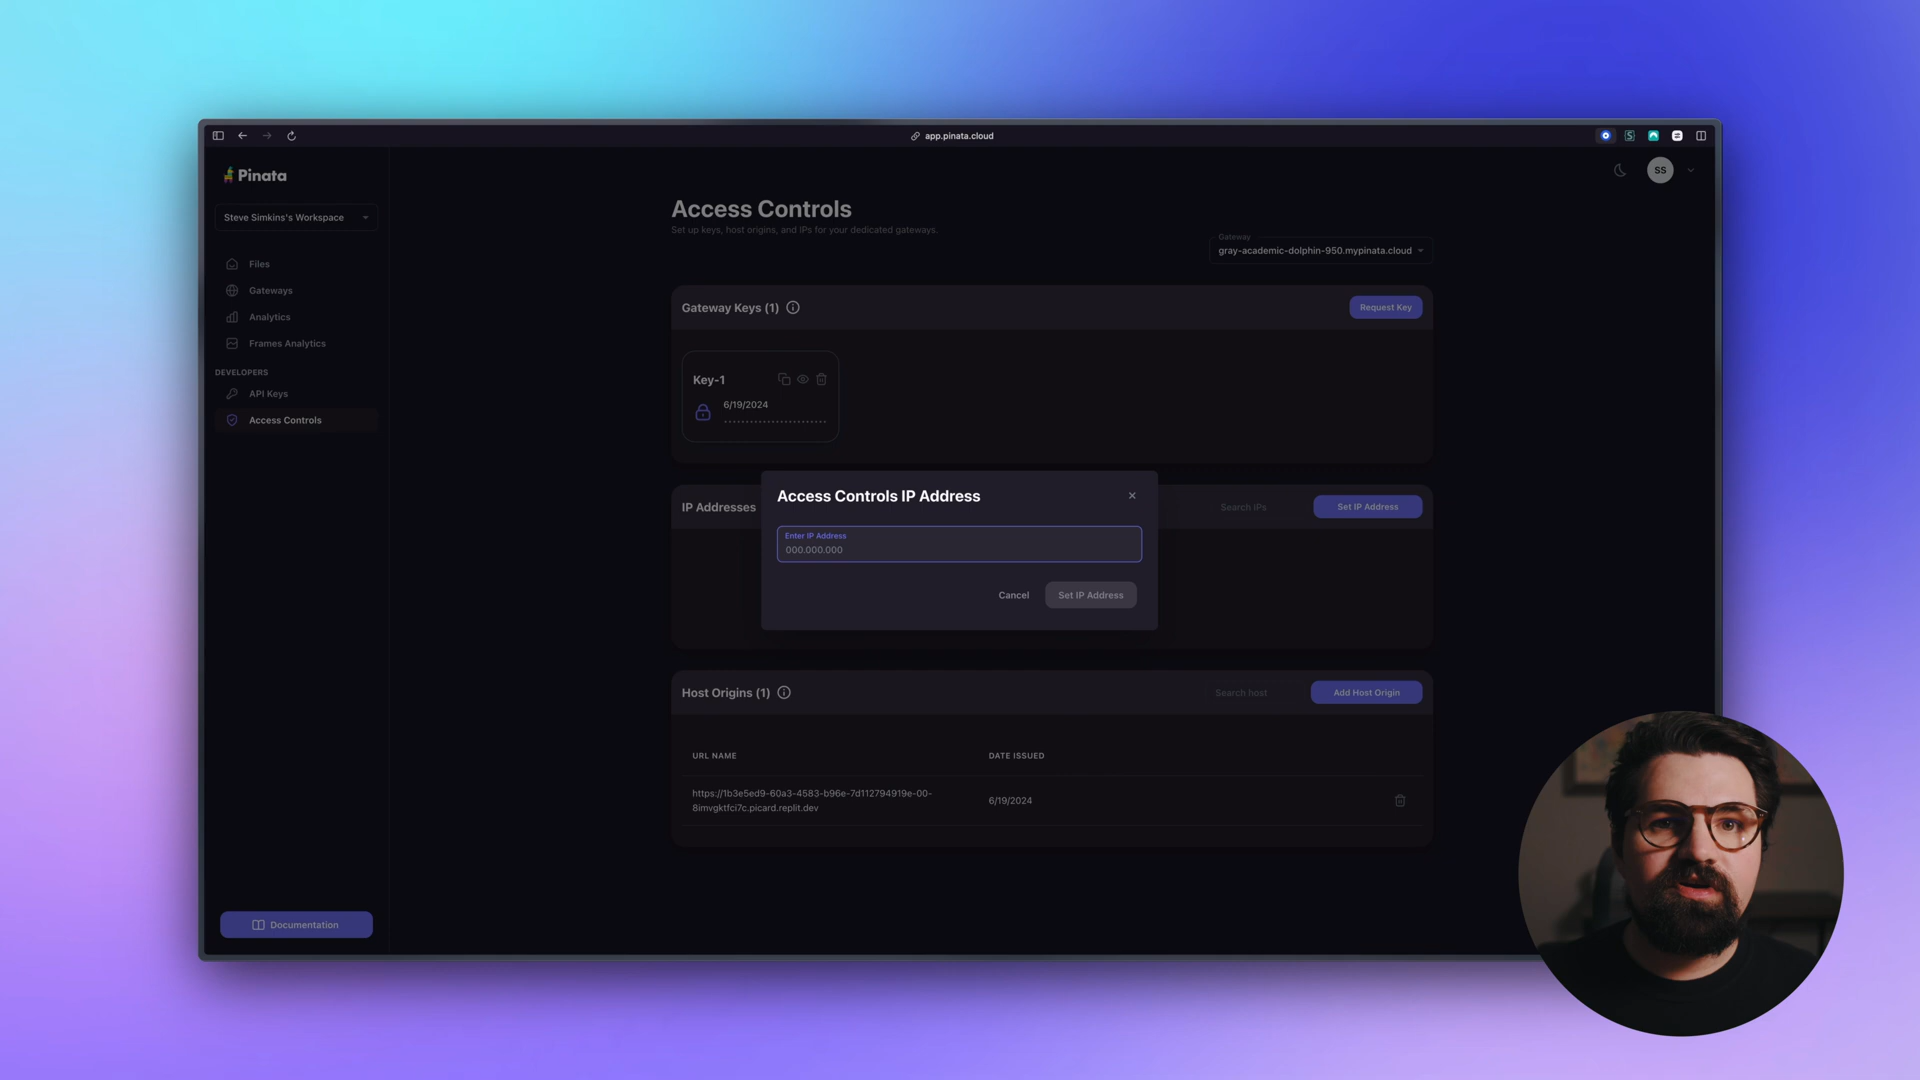 app.pinata.cloud
S
Pinata
SS
Steve Simkins's Workspace
Files
Gateways
Analytics
Frames Analytics
DEVELOPERS
API Keys
Access Controls
Documentation
Access Controls
Set up keys, host origins, and IPs for your dedicated gateways.
Gateway
gray-academic-dolphin-950.mypinata.cloud
Gateway Keys (1)
Request Key
Key-1
6/19/2024
IP Addresses
Search IPs
Set IP Address
Access Controls IP Address
Enter IP Address
000.000.000
Cancel
Set IP Address
Host Origins (1)
Search host
Add Host Origin
URL NAME
DATE ISSUED
https://1b3e5ed9-60a3-4583-b96e-7d112794919e-00-
8imvgktfci7c.picard.replit.dev
6/19/2024